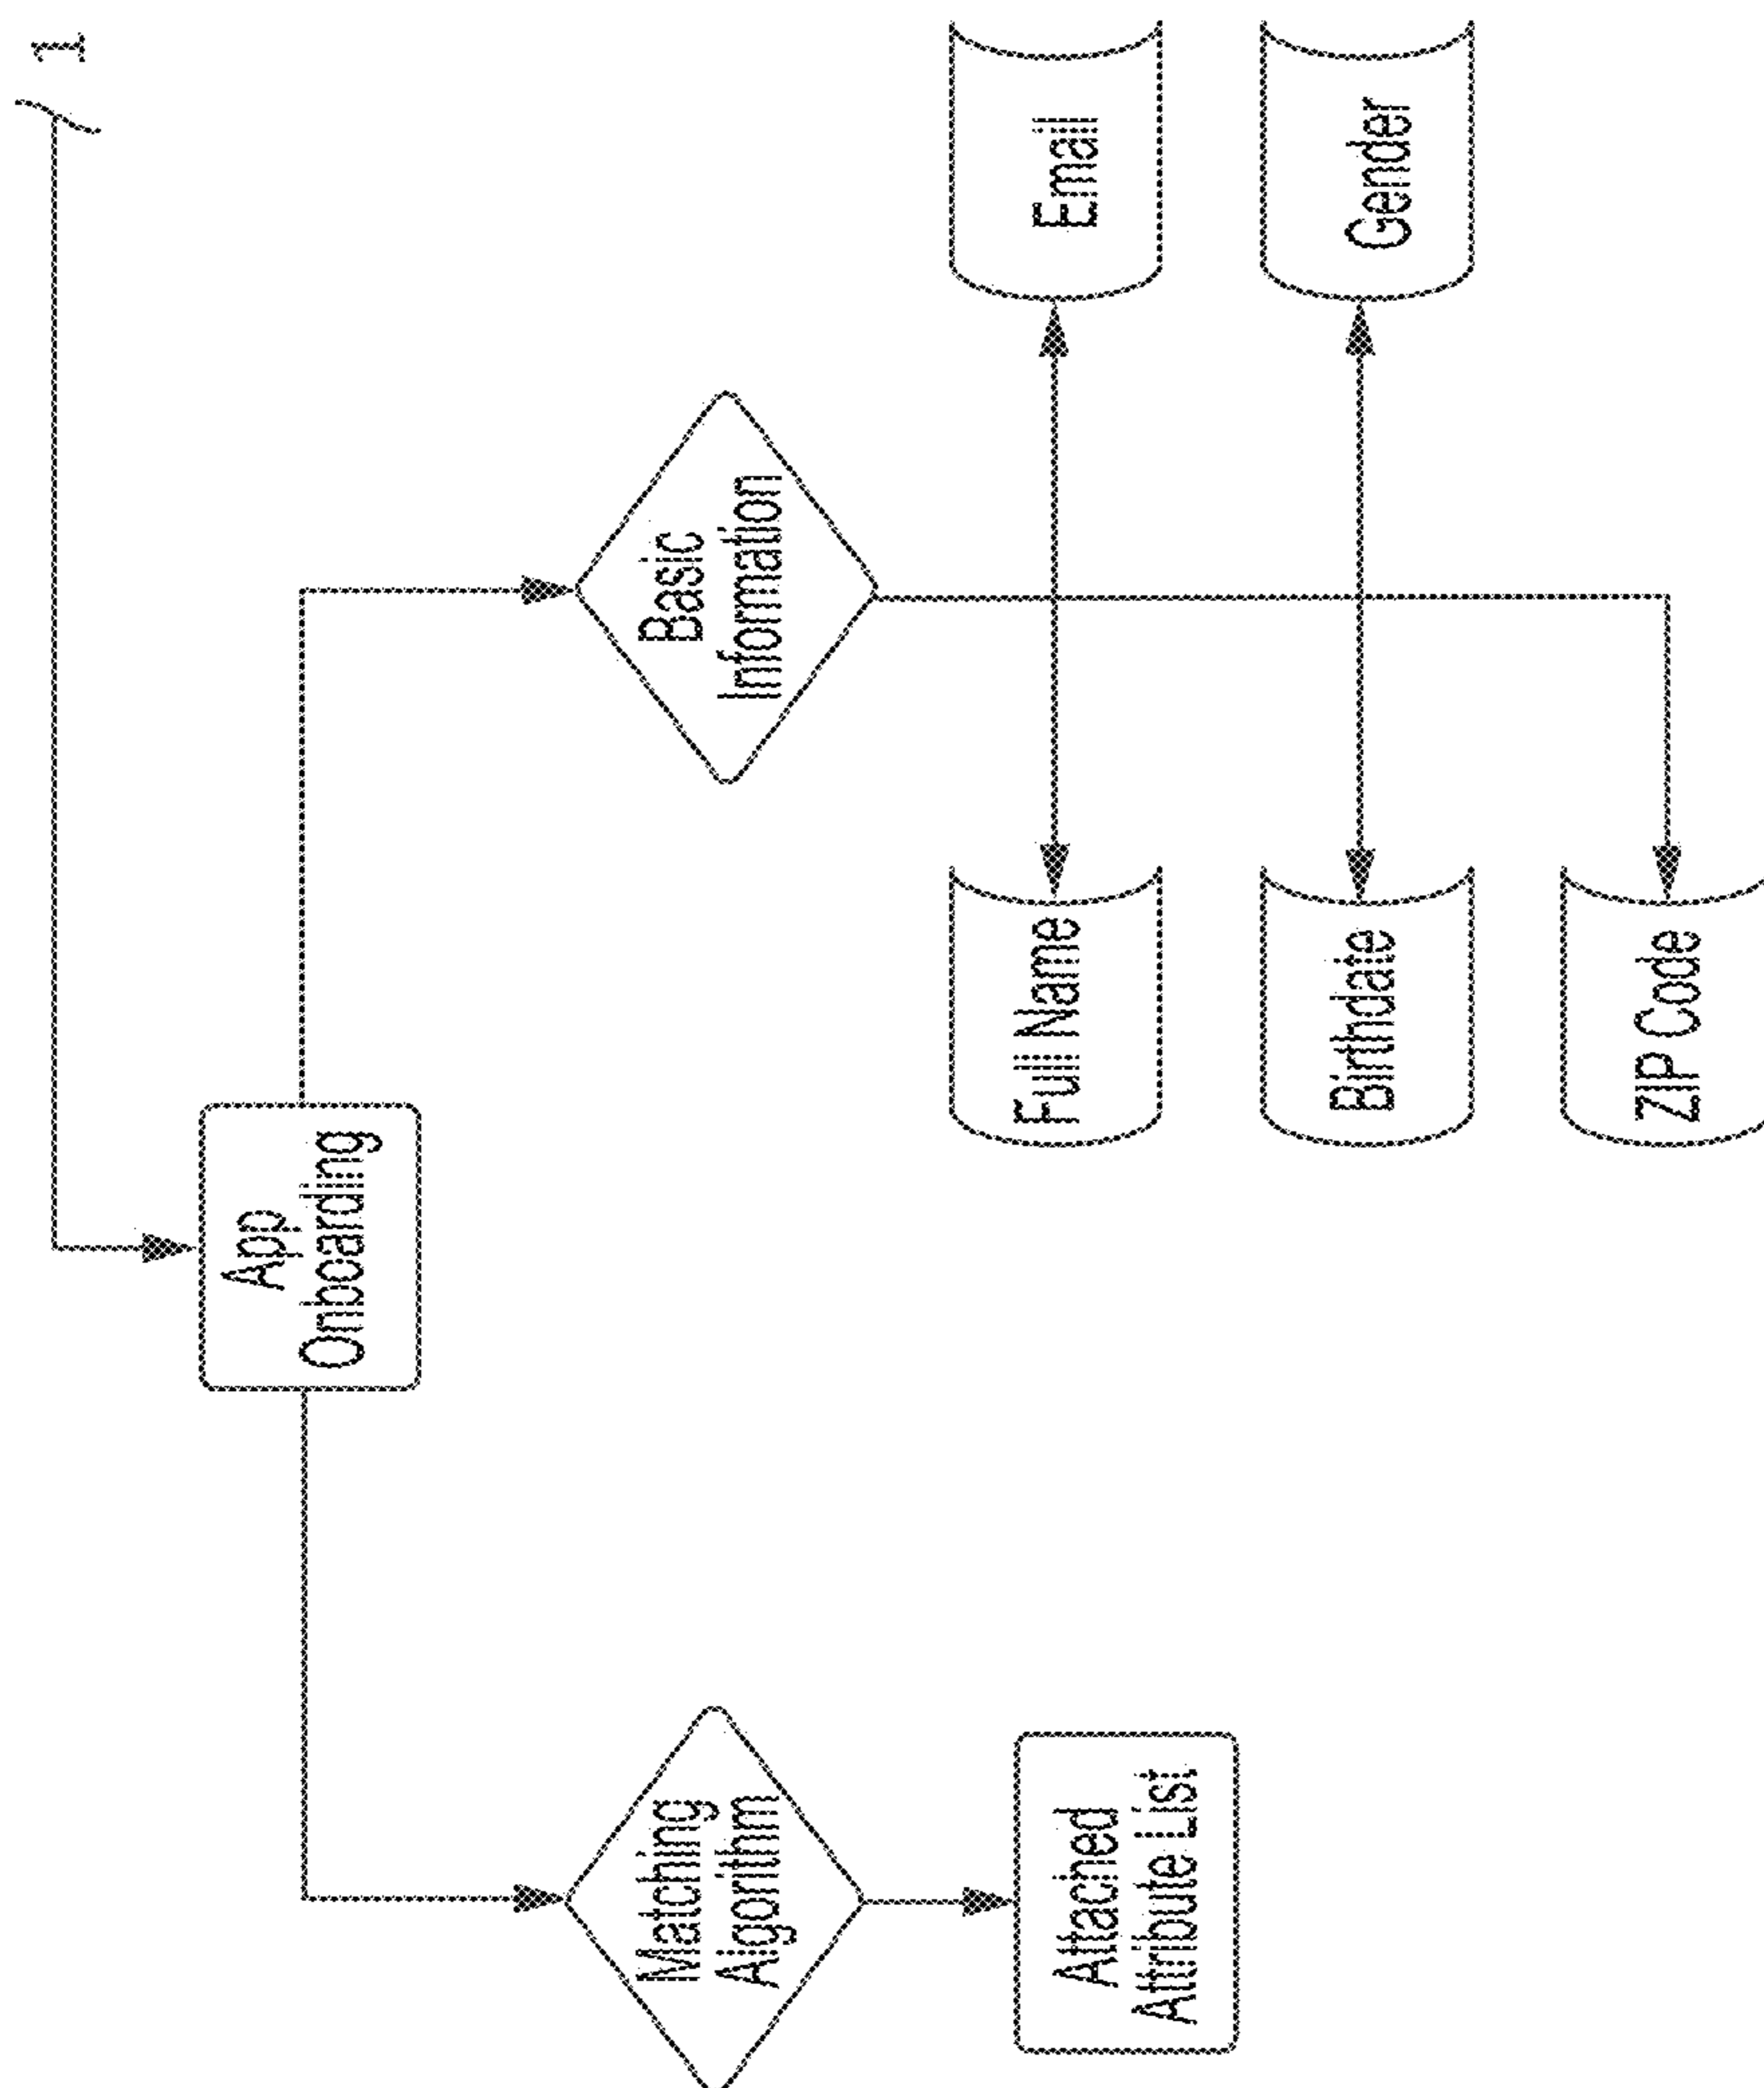 1
App
Onboarding
Matching
Algorithm
Basic
Information
Attached
Attribute List
Full Name
Email
Birthdate
Gender
ZIP Code